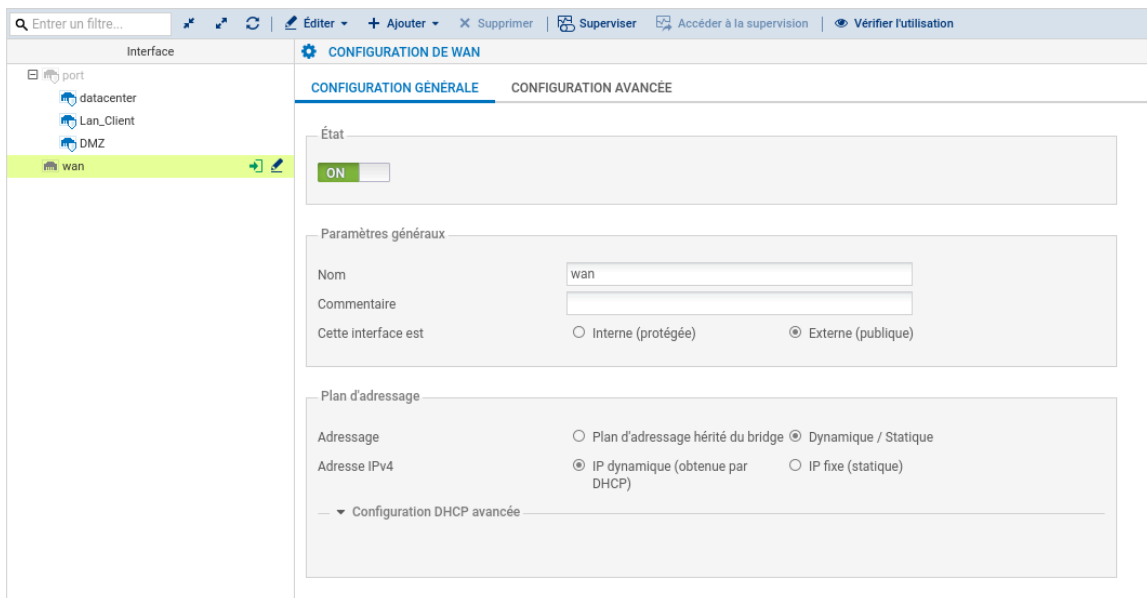 Entrer un filtre... Éditer Ajouter Supprimer Superviser Accéder à la supervision Vérifier l'utilisation
Interface
CONFIGURATION DE WAN
port
datacenter
Lan_Client
DMZ
wan
CONFIGURATION GÉNÉRALE CONFIGURATION AVANCÉE
État
ON
Paramètres généraux
Nom wan
Commentaire
Cette interface est Interne (protégée) Externe (publique)
Plan d'adressage
Adressage Plan d'adressage hérité du bridge Dynamique / Statique
Adresse IPv4 IP dynamique (obtenue par IP fixe (statique)
DHCP)
Configuration DHCP avancée